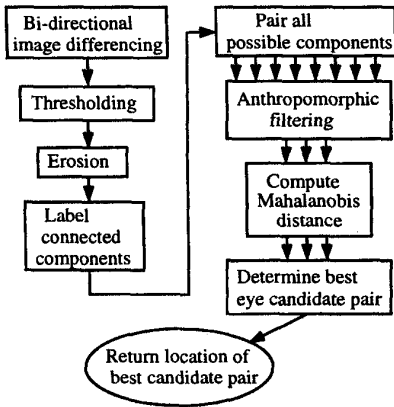 Bi-directional
image differencing
Thresholding
Erosion
Label
connected
components
Pair all
possible components
Anthropomorphic
filtering
Compute
Mahalanobis
distance
Determine best
eye candidate pair
Return location of
best candidate pair